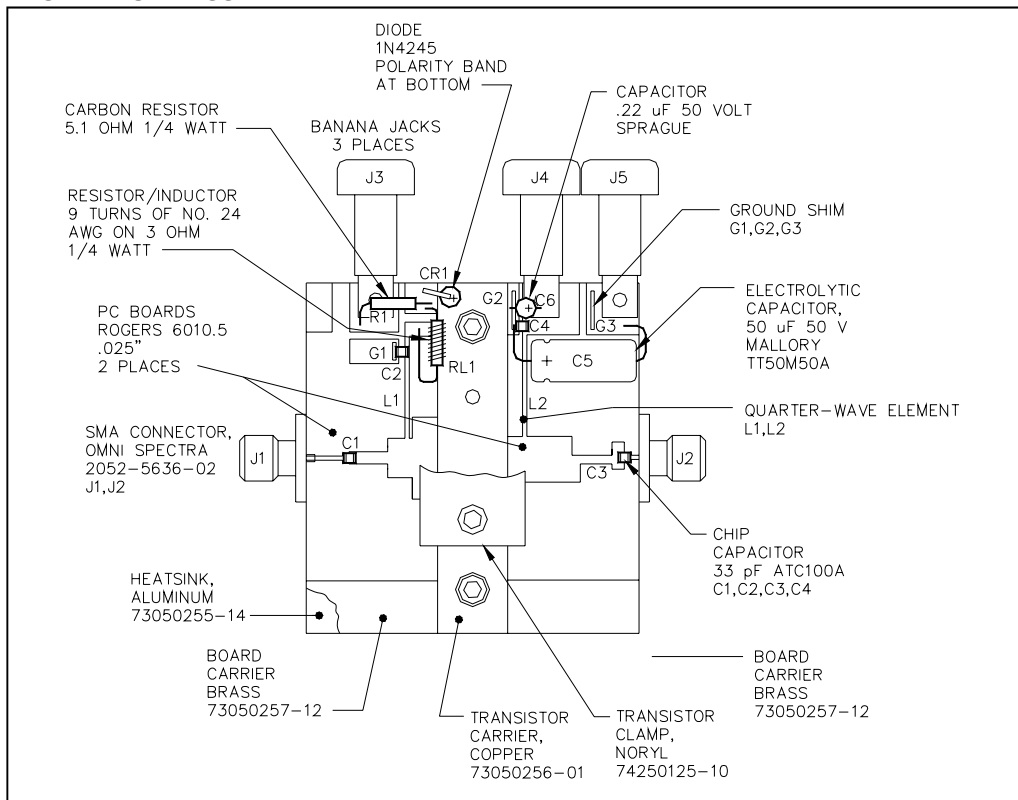 DIODE
1N4245
POLARITY BAND
AT BOTTOM
CAPACITOR
.22 uF 50 VOLT
SPRAGUE
CARBON RESISTOR
5.1 OHM 1/4 WATT
BANANA JACKS
3 PLACES
J3
J4
J5
RESISTOR/INDUCTOR
9 TURNS OF NO. 24
AWG ON 3 OHM
1/4 WATT
GROUND SHIM
G1,G2,G3
CR1
G2
C6
R1
C4
G3
ELECTROLYTIC
CAPACITOR,
50 uF 50 V
MALLORY
TT50M50A
PC BOARDS
ROGERS 6010.5
.025"
2 PLACES
G1
C2
RL1
+
C5
L1
L2
QUARTER-WAVE ELEMENT
L1,L2
SMA CONNECTOR,
OMNI SPECTRA
2052-5636-02
J1,J2
J1
C1
C3
J2
CHIP
CAPACITOR
33 pF ATC100A
C1,C2,C3,C4
HEATSINK,
ALUMINUM
73050255-14
BOARD
CARRIER
BRASS
73050257-12
TRANSISTOR
CARRIER,
COPPER
73050256-01
TRANSISTOR
CLAMP,
NORYL
74250125-10
BOARD
CARRIER
BRASS
73050257-12